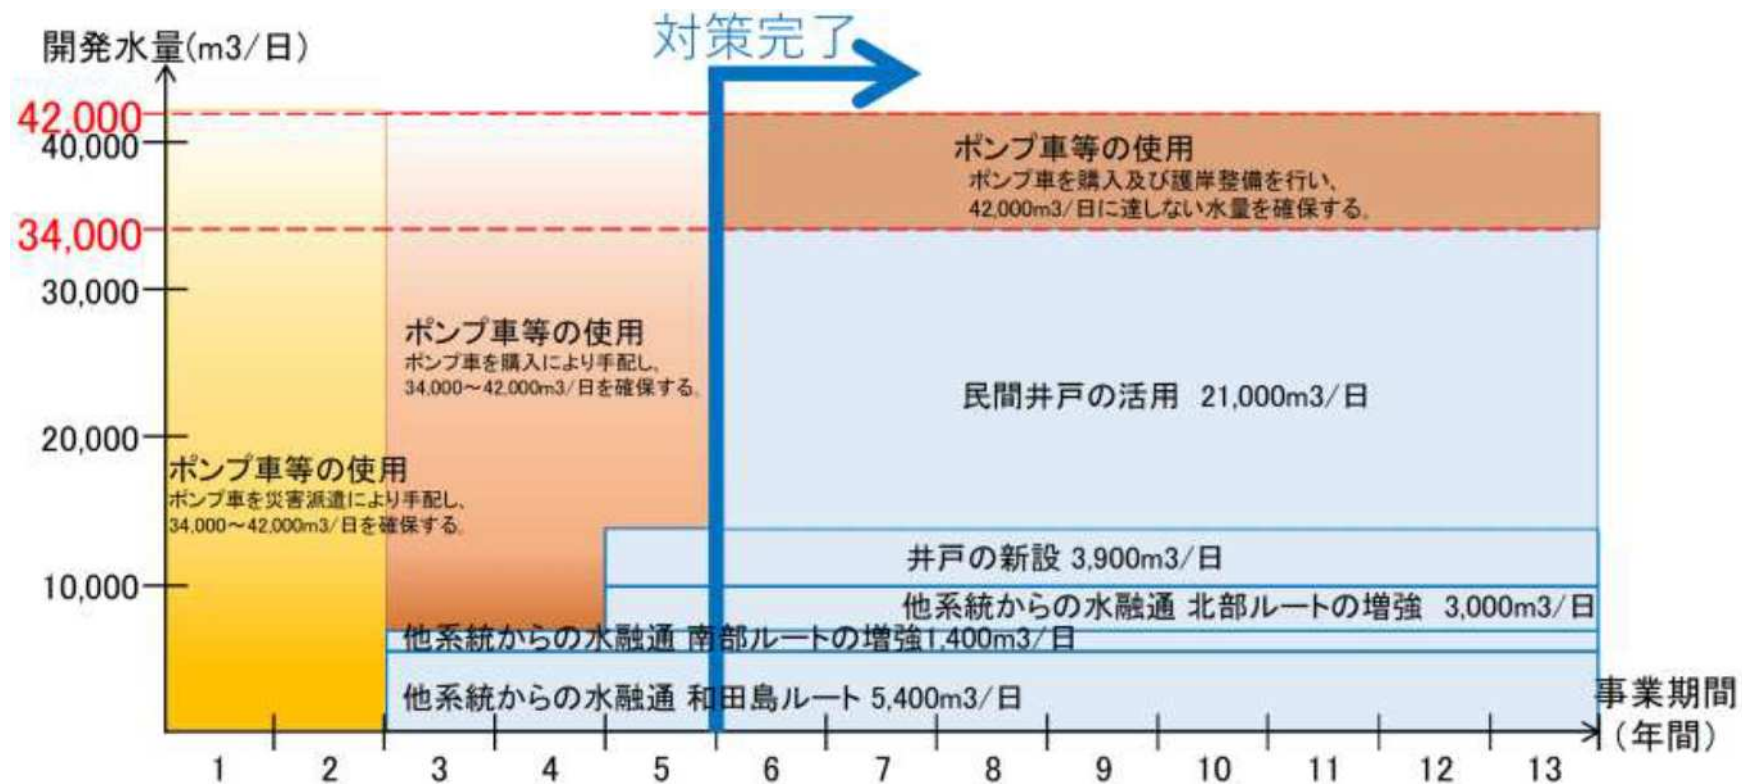 対策完了
開発水量(m3/日)
42,000
40,000
34,000
30,000
20,000
10,000
ポンプ車等の使用
ポンプ車を災害派遣により手配し、
34,000～42,000m3/日を確保する。
ポンプ車等の使用
ポンプ車を購入により手配し、
34,000～42,000m3/日を確保する。
ポンプ車等の使用
ポンプ車を購入及び護岸整備を行い、
42,000m3/日に達しない水量を確保する。
民間井戸の活用 21,000m3/日
井戸の新設 3,900m3/日
他系統からの水融通 北部ルートの増強 3,000m3/日
他系統からの水融通 南部ルートの増強1,400m3/日
他系統からの水融通 和田島ルート 5,400m3/日
事業期間
(年間)
1 2 3 4 5 6 7 8 9 10 11 12 13